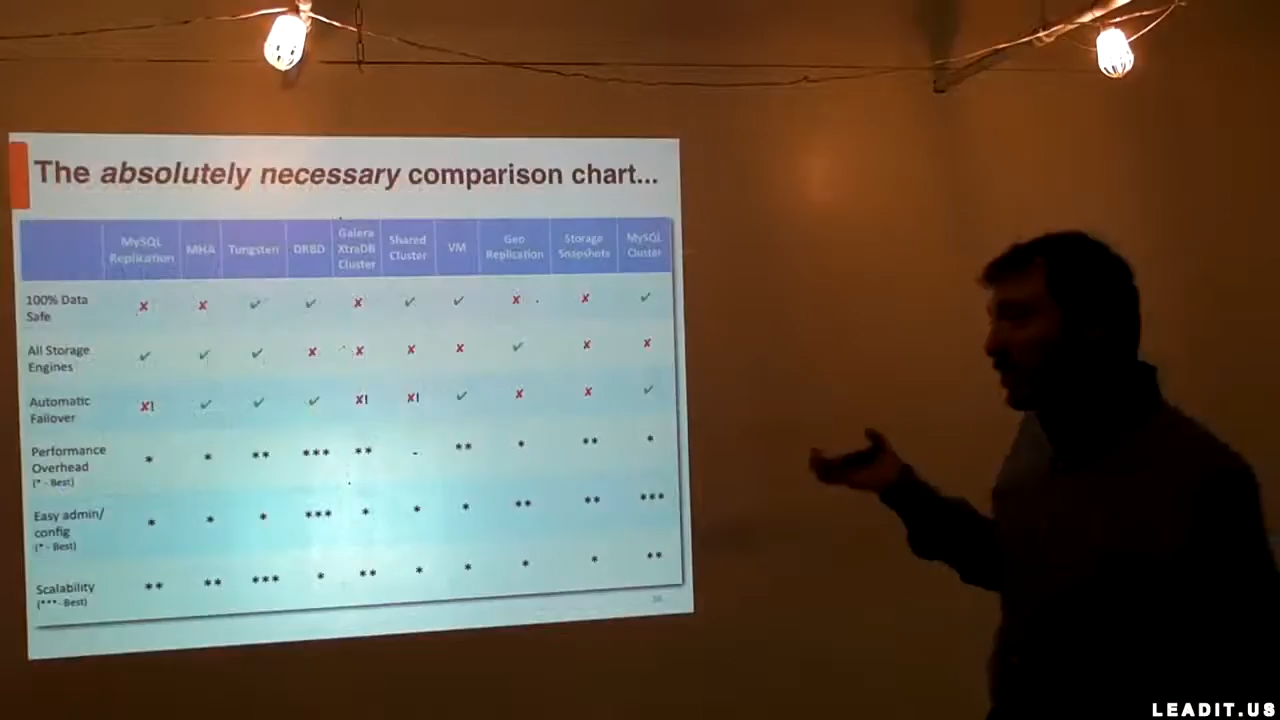 The absolutely necessary comparison chart...
MySQL Replication MHA Tungsten DRBD Galera XtraDB Cluster Shared Cluster VM Geo Replication Storage Snapshots MySQL Cluster
100% Data Safe ✘ ✘ ✓ ✓ ✘ ✓ ✓ ✘ ✘ ✓
All Storage Engines ✓ ✓ ✓ ✘ ✘ ✘ ✘ ✓ ✘ ✘
Automatic Failover ✘! ✓ ✓ ✓ ✘! ✘! ✓ ✘ ✘ ✓
Performance Overhead (* - Best) * * ** *** ** - ** * ** *
Easy admin/ config (* - Best) * * * *** * * * ** ** ***
Scalability (*** - Best) ** ** *** * ** * * * * **
LEADIT.US